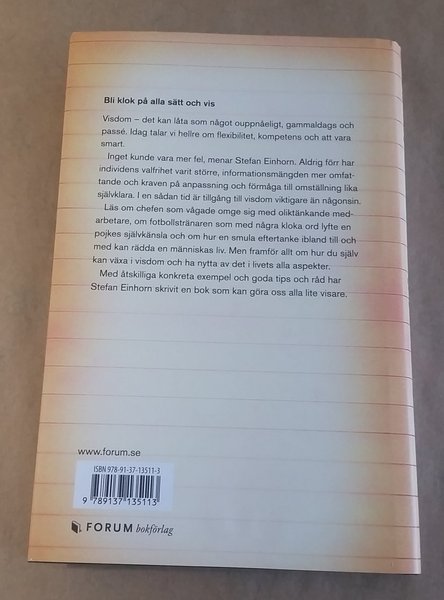 Bli klok på alla sätt och vis
Visdom – det kan låta som något ouppnåeligt, gammaldags och
passé. Idag talar vi hellre om flexibilitet, kompetens och att vara
smart.
Inget kunde vara mer fel, menar Stefan Einhorn. Aldrig förr har
individens valfrihet varit större, informationsmängden mer omfat-
tande och kraven på anpassning och förmåga till omställning lika
självklara. I en sådan tid är tillgång till visdom viktigare än någonsin.
Läs om chefen som vågade omge sig med oliktänkande med-
arbetare, om fotbollstränaren som med några kloka ord lyfte en
pojkes självkänsla och om hur en smula eftertanke ibland till och
med kan rädda en människas liv. Men framför allt om hur du själv
kan växa i visdom och ha nytta av det i livets alla aspekter.
Med åtskilliga konkreta exempel och goda tips och råd har
Stefan Einhorn skrivit en bok som kan göra oss alla lite visare.
www.forum.se
ISBN 978-91-37-13511-3
9 789137 135113
FORUM bokförlag